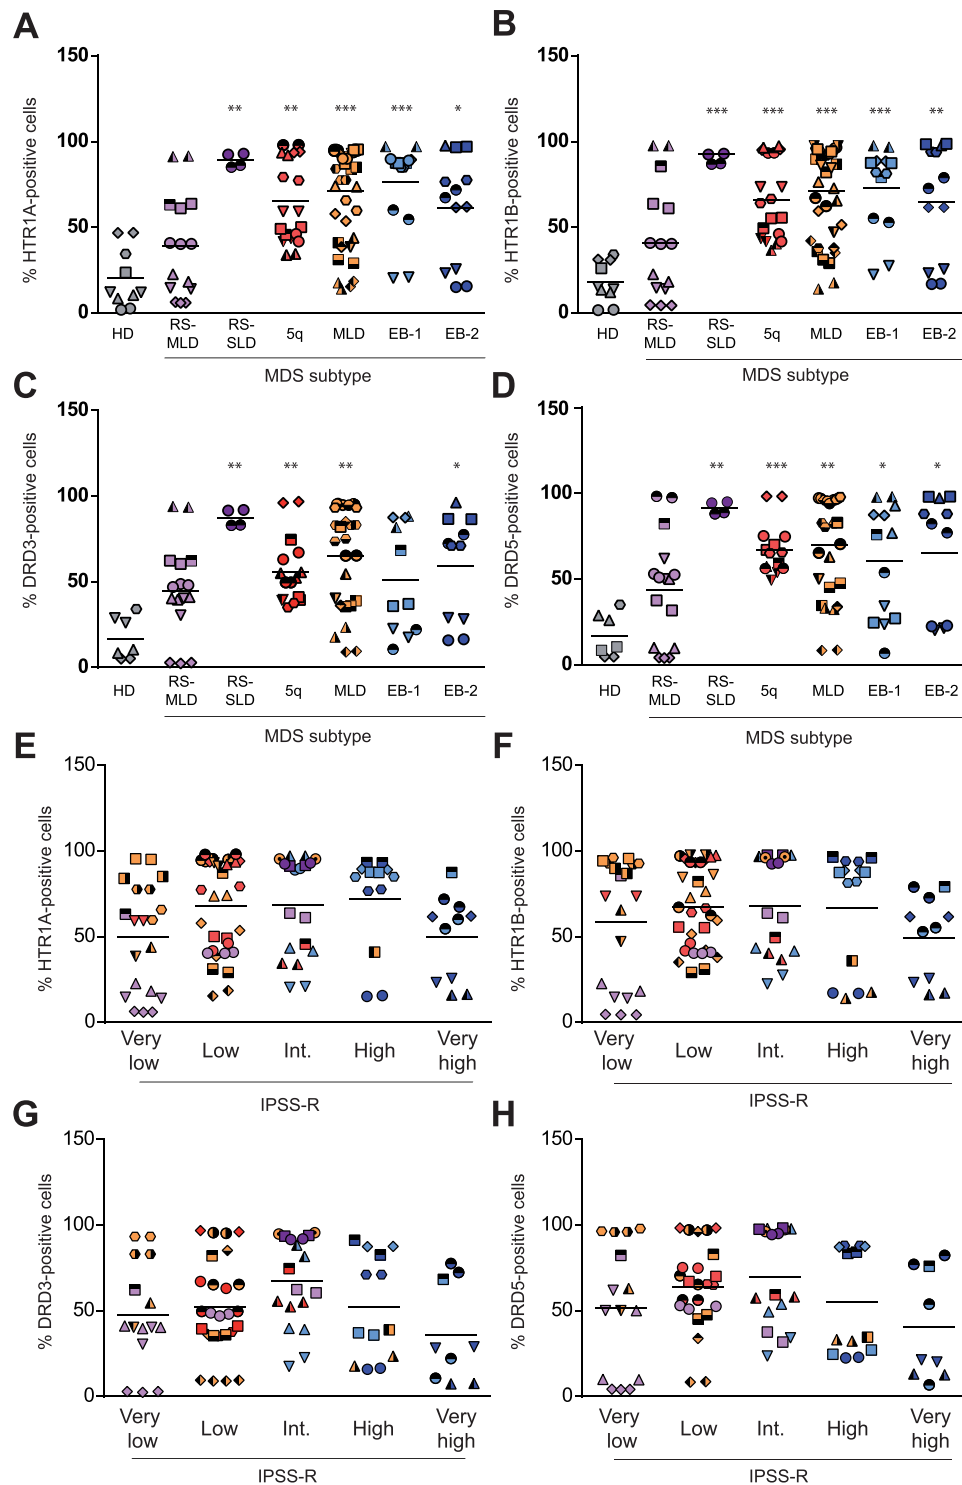 A
% HTR1A-positive cells
150
100
50
0
** ** *** *** *
HD RS-MLD RS-SLD 5q MLD EB-1 EB-2
MDS subtype
B
% HTR1B-positive cells
150
100
50
0
*** *** *** *** **
HD RS-MLD RS-SLD 5q MLD EB-1 EB-2
MDS subtype
C
% DRD3-positive cells
150
100
50
0
** ** ** *
HD RS-MLD RS-SLD 5q MLD EB-1 EB-2
MDS subtype
D
% DRD5-positive cells
150
100
50
0
** *** ** * *
HD RS-MLD RS-SLD 5q MLD EB-1 EB-2
MDS subtype
E
% HTR1A-positive cells
150
100
50
0
Very low Low Int. High Very high
IPSS-R
F
% HTR1B-positive cells
150
100
50
0
Very low Low Int. High Very high
IPSS-R
G
% DRD3-positive cells
150
100
50
0
Very low Low Int. High Very high
IPSS-R
H
% DRD5-positive cells
150
100
50
0
Very low Low Int. High Very high
IPSS-R